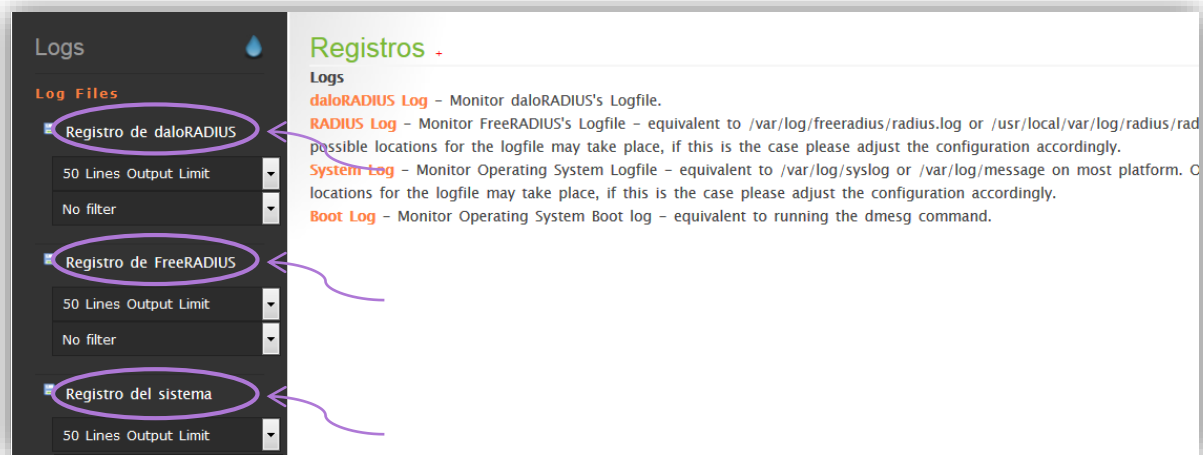 Logs
Log Files
Registro de daloRADIUS
50 Lines Output Limit
No filter
Registro de FreeRADIUS
50 Lines Output Limit
No filter
Registro del sistema
50 Lines Output Limit
Registros +
Logs
daloRADIUS Log – Monitor daloRADIUS's Logfile.
RADIUS Log – Monitor FreeRADIUS's Logfile – equivalent to /var/log/freeradius/radius.log or /usr/local/var/log/radius/rad
possible locations for the logfile may take place, if this is the case please adjust the configuration accordingly.
System Log – Monitor Operating System Logfile – equivalent to /var/log/syslog or /var/log/message on most platform. O
locations for the logfile may take place, if this is the case please adjust the configuration accordingly.
Boot Log – Monitor Operating System Boot log – equivalent to running the dmesg command.